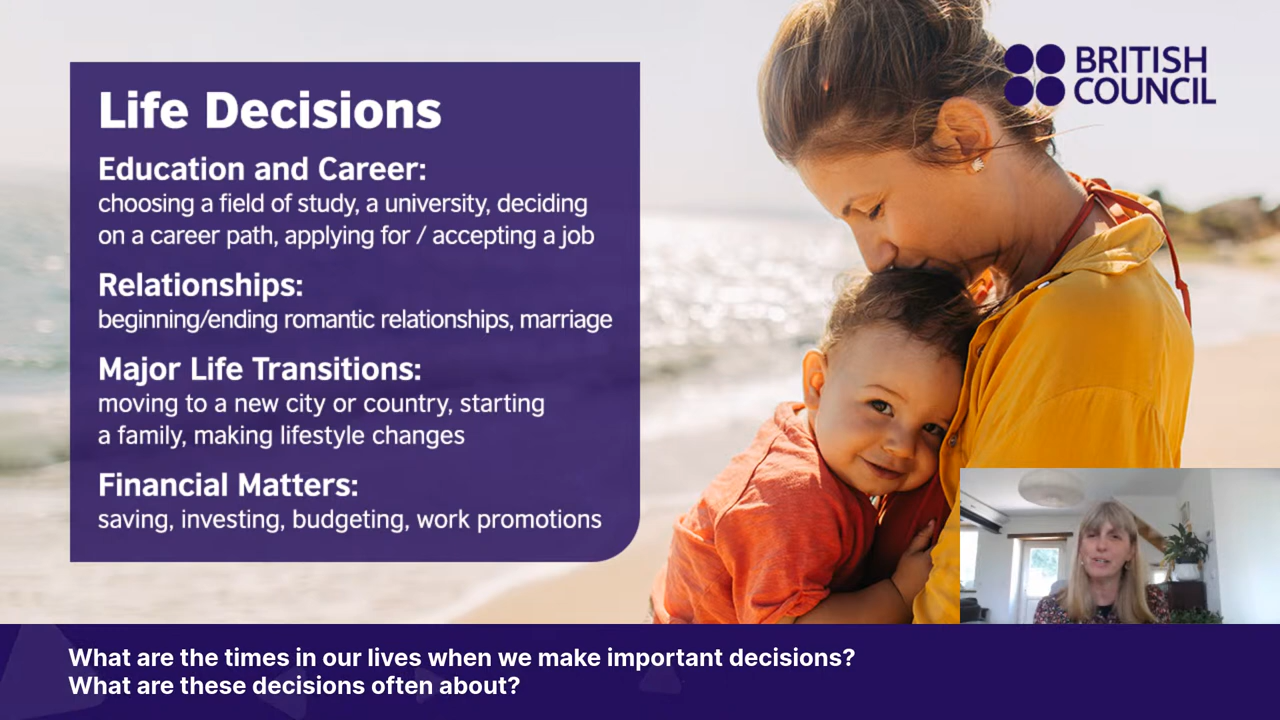 BRITISH
COUNCIL
Life Decisions
Education and Career:
choosing a field of study, a university, deciding
on a career path, applying for / accepting a job
Relationships:
beginning/ending romantic relationships, marriage
Major Life Transitions:
moving to a new city or country, starting
a family, making lifestyle changes
Financial Matters:
saving, investing, budgeting, work promotions
What are the times in our lives when we make important decisions?
What are these decisions often about?